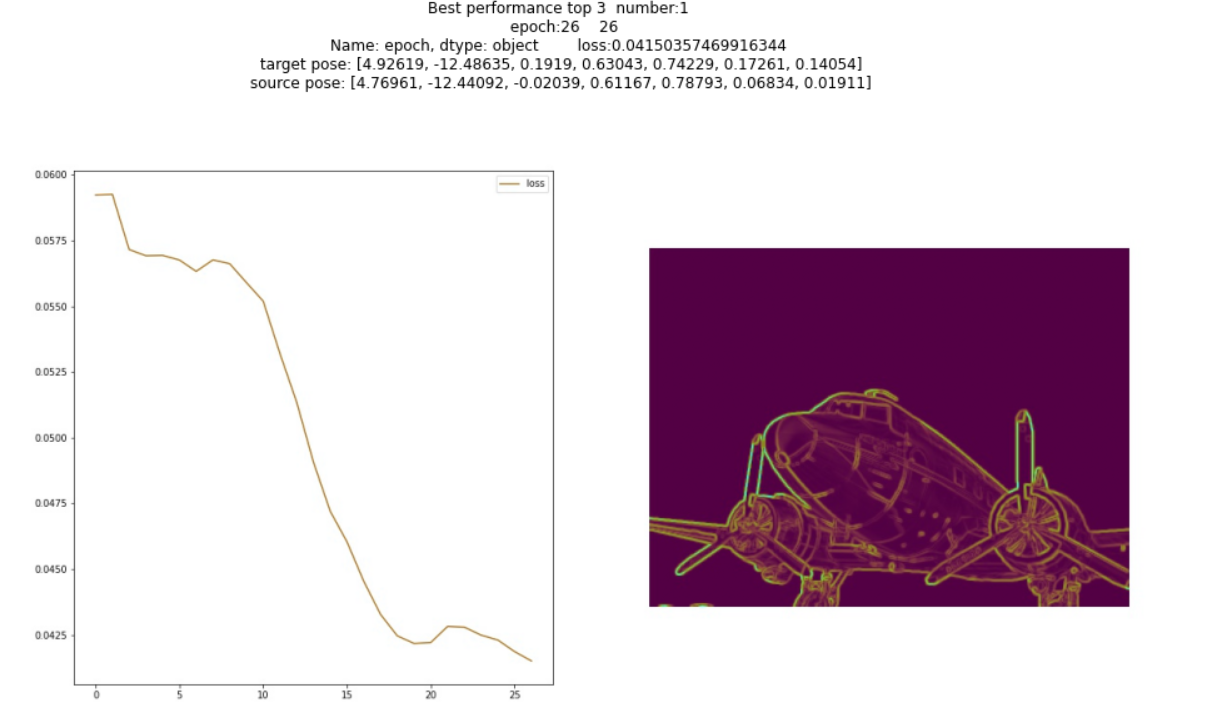 Best performance top 3  number:1
epoch:26    26
Name: epoch, dtype: object        loss:0.04150357469916344
target pose: [4.92619, -12.48635, 0.1919, 0.63043, 0.74229, 0.17261, 0.14054]
source pose: [4.76961, -12.44092, -0.02039, 0.61167, 0.78793, 0.06834, 0.01911]
0.0600
loss
0.0575
0.0550
0.0525
0.0500
0.0475
0.0450
0.0425
0 5 10 15 20 25